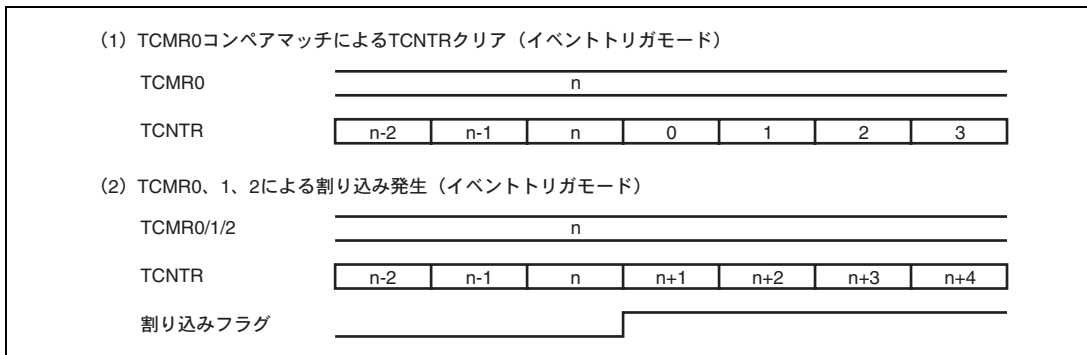 （1）TCMR0コンペアマッチによるTCNTRクリア（イベントトリガモード）
TCMR0 n
TCNTR n-2 n-1 n 0 1 2 3
（2）TCMR0、1、2による割り込み発生（イベントトリガモード）
TCMR0/1/2 n
TCNTR n-2 n-1 n n+1 n+2 n+3 n+4
割り込みフラグ